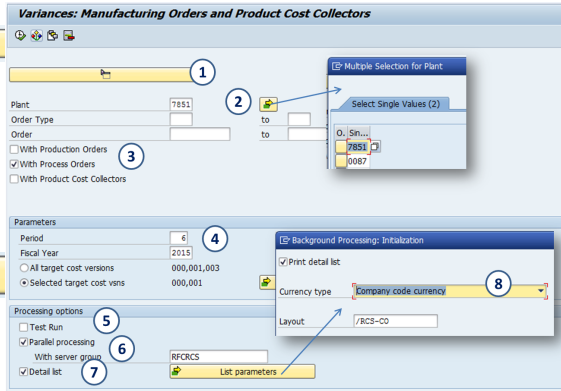 Variances: Manufacturing Orders and Product Cost Collectors
1
Multiple Selection for Plant
Select Single Values (2)
O. Sin...
7851
0087
Plant 7851 2
Order Type to
Order to
With Production Orders
With Process Orders 3
With Product Cost Collectors
Parameters
Period 6 4
Fiscal Year 2015
All target cost versions 000,001,003
Selected target cost vsns 000,001
Background Processing: Initialization
Print detail list
Currency type Company code currency 8
Layout /RCS-CO
Processing options
Test Run 5
Parallel processing 6
With server group RFCRCS
Detail list 7 List parameters